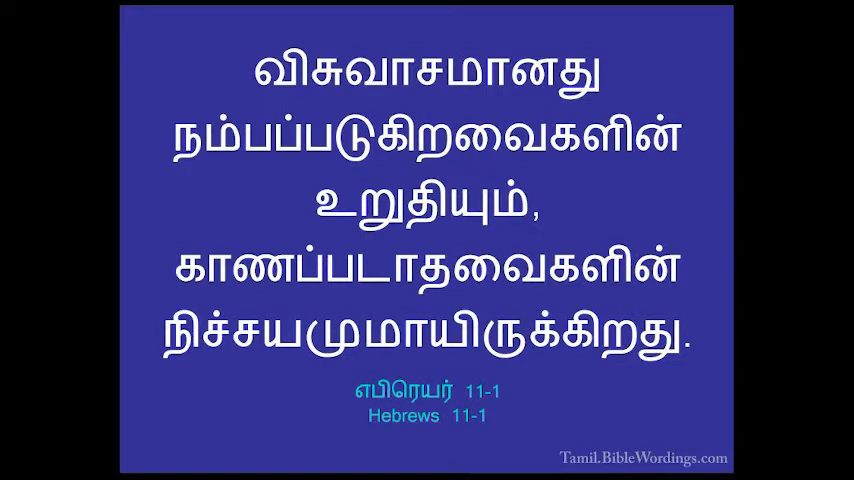 விசுவாசமானது
நம்பப்படுகிறவைகளின்
உறுதியும்,
காணப்படாதவைகளின்
நிச்சயமுமாயிருக்கிறது.
எபிரெயர் 11-1
Hebrews 11-1
Tamil.BibleWordings.com